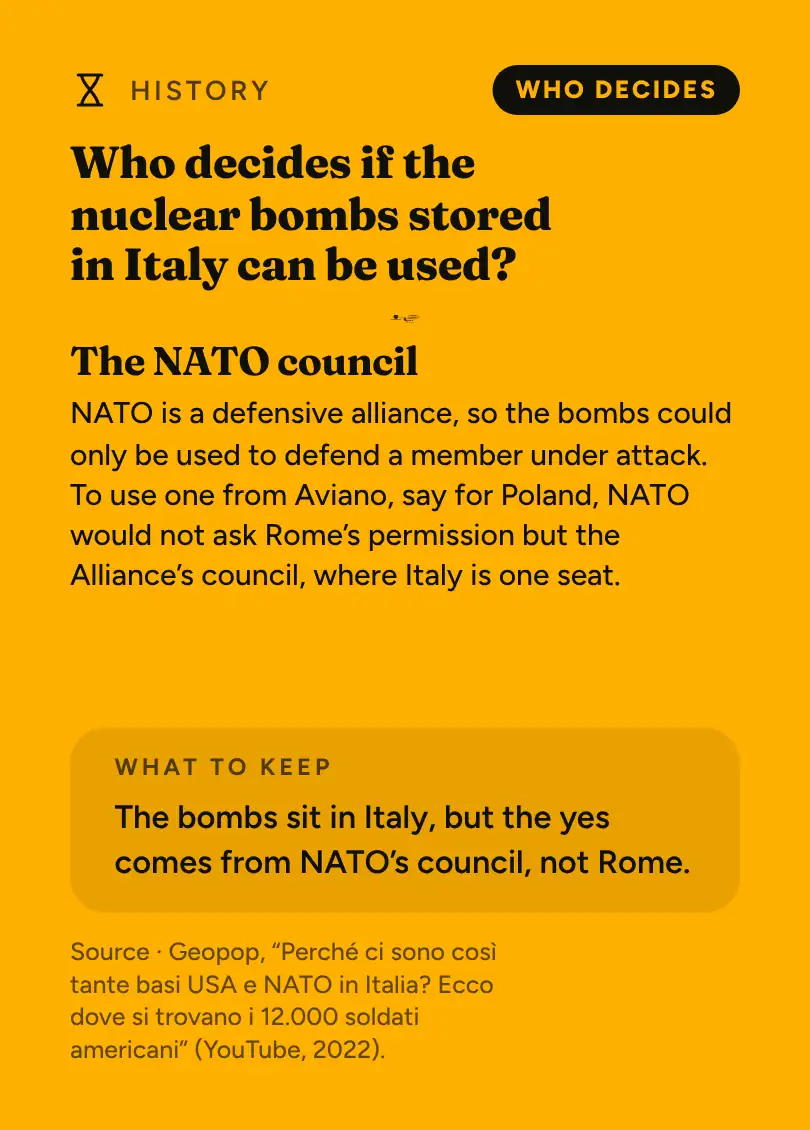 HISTORY
WHO DECIDES
Who decides if the
nuclear bombs stored
in Italy can be used?
The NATO council
NATO is a defensive alliance, so the bombs could
only be used to defend a member under attack.
To use one from Aviano, say for Poland, NATO
would not ask Rome’s permission but the
Alliance’s council, where Italy is one seat.
WHAT TO KEEP
The bombs sit in Italy, but the yes
comes from NATO’s council, not Rome.
Source · Geopop, “Perché ci sono così
tante basi USA e NATO in Italia? Ecco
dove si trovano i 12.000 soldati
americani” (YouTube, 2022).